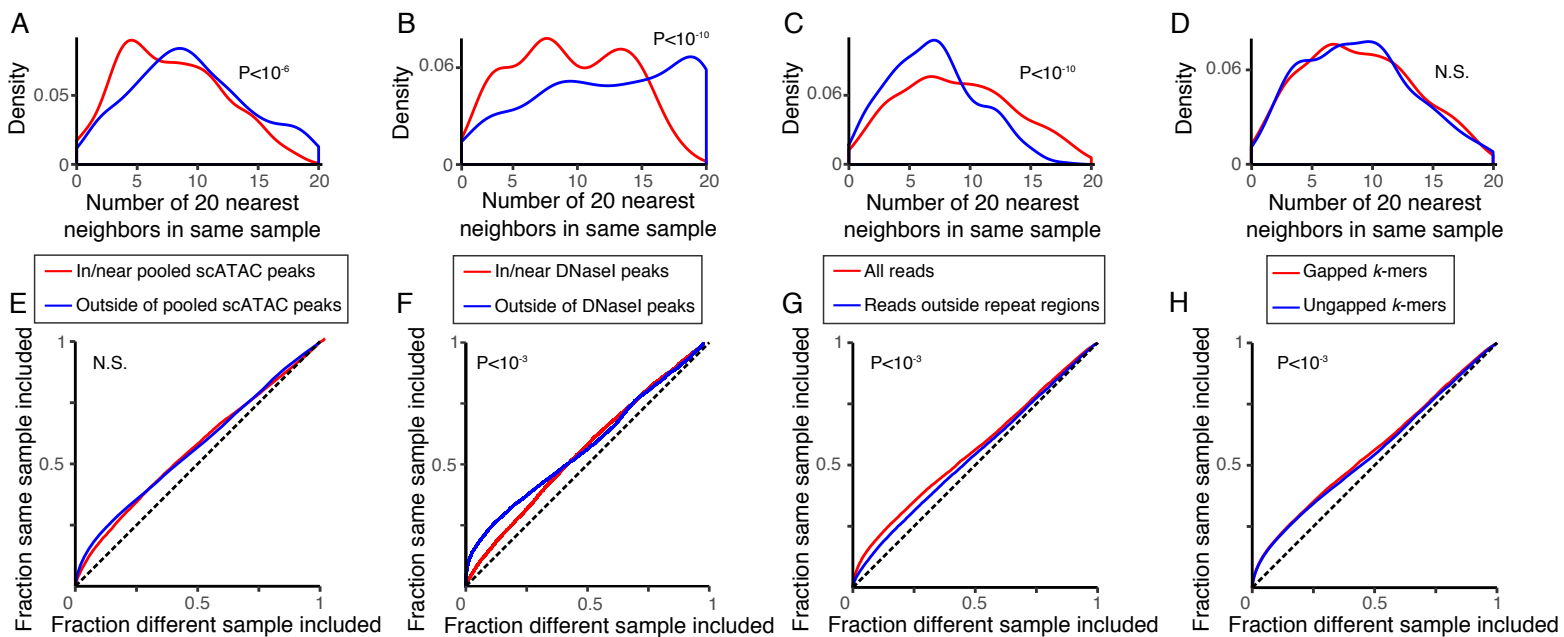 A
Density
0.05
0
P<10-6
0 5 10 15 20
Number of 20 nearest
neighbors in same sample
B
Density
0.06
0
P<10-10
0 5 10 15 20
Number of 20 nearest
neighbors in same sample
C
Density
0.06
0
P<10-10
0 5 10 15 20
Number of 20 nearest
neighbors in same sample
D
Density
0.06
0
N.S.
0 5 10 15 20
Number of 20 nearest
neighbors in same sample
In/near pooled scATAC peaks
Outside of pooled scATAC peaks
In/near DNaseI peaks
Outside of DNaseI peaks
All reads
Reads outside repeat regions
Gapped k-mers
Ungapped k-mers
E
Fraction same sample included
1
0.5
N.S.
0 0.5 1
Fraction different sample included
F
Fraction same sample included
1
0.5
P<10-3
0 0.5 1
Fraction different sample included
G
Fraction same sample included
1
0.5
P<10-3
0 0.5 1
Fraction different sample included
H
Fraction same sample included
1
0.5
P<10-3
0 0.5 1
Fraction different sample included